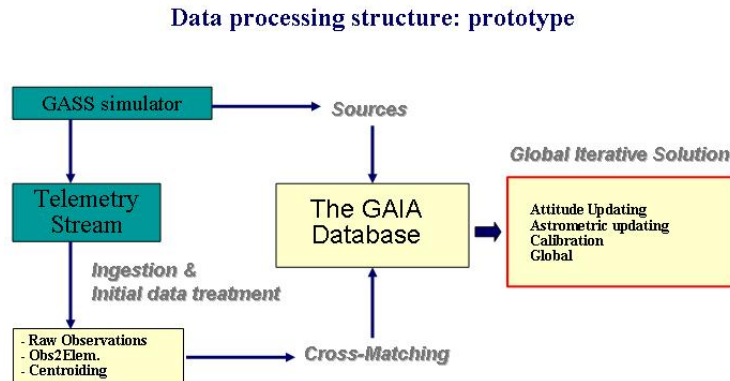 Data processing structure: prototype
GASS simulator
Sources
Global Iterative Solution
Telemetry
Stream
The GAIA
Database
Attitude Updating
Astrometric updating
Calibration
Global
Ingestion &
Initial data treatment
- Raw Observations
- Obs2Elem.
- Centroiding
Cross-Matching